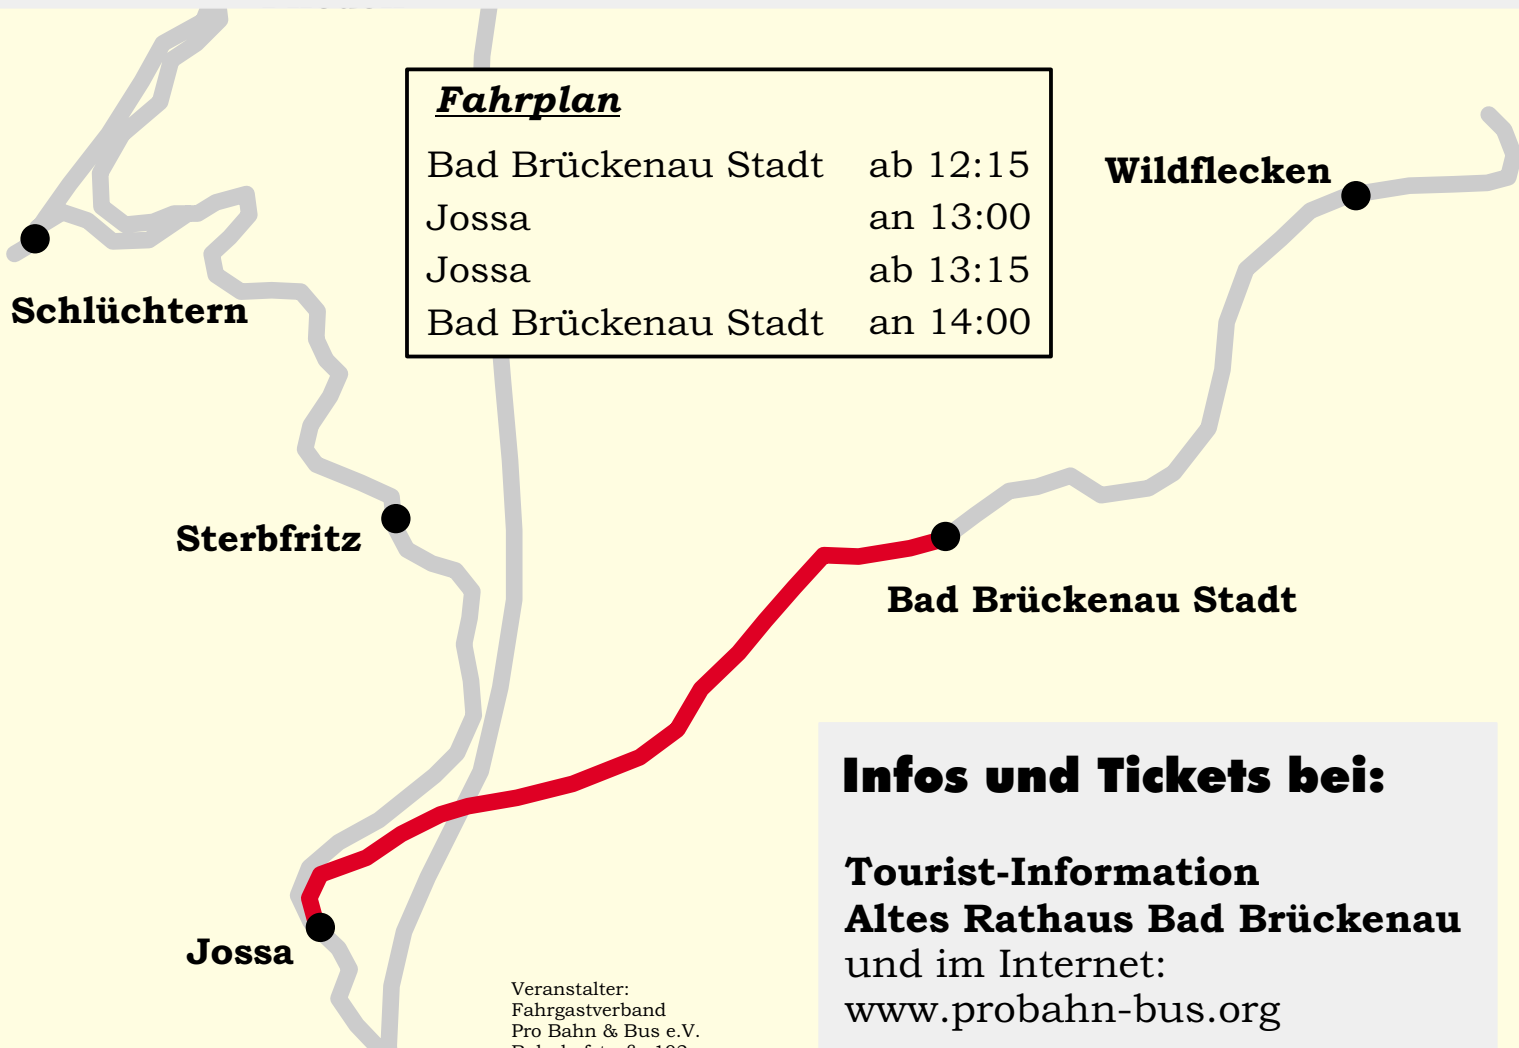 Fahrplan
Bad Brückenau Stadt ab 12:15
Jossa an 13:00
Jossa ab 13:15
Bad Brückenau Stadt an 14:00
Wildflecken
Schlüchtern
Sterbfritz
Bad Brückenau Stadt
Jossa
Infos und Tickets bei:
Tourist-Information
Altes Rathaus Bad Brückenau
und im Internet:
www.probahn-bus.org
Veranstalter:
Fahrgastverband
Pro Bahn & Bus e.V.